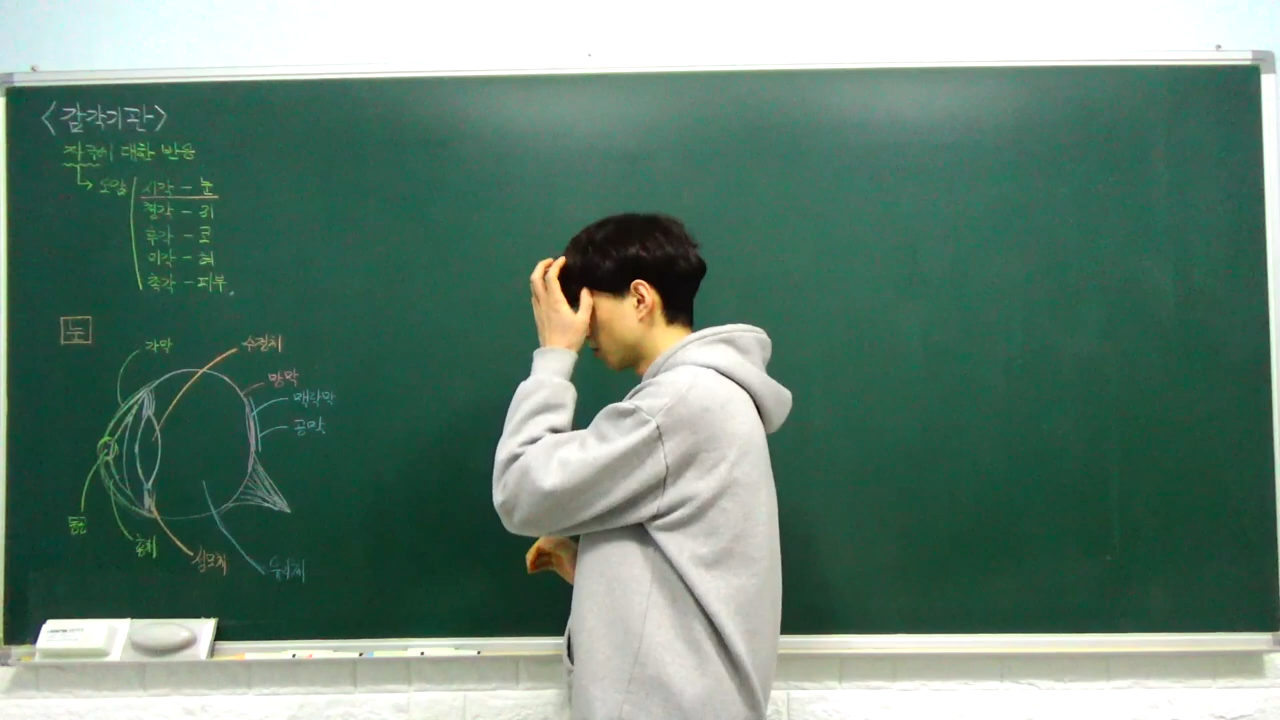 <감각기관>
자극에 대한 반응
오감 시각 - 눈
청각 - 귀
후각 - 코
미각 - 혀
촉각 - 피부
눈
각막
수정체
망막
맥락막
공막
동공
홍채
섬모체
유리체